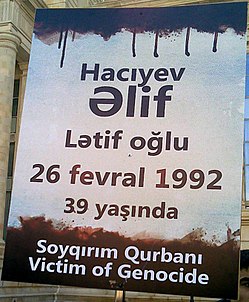 Hacıyev
Əlif
Lətif oğlu
26 fevral 1992
39 yaşında
Soyqırım Qurbanı
Victim of Genocide